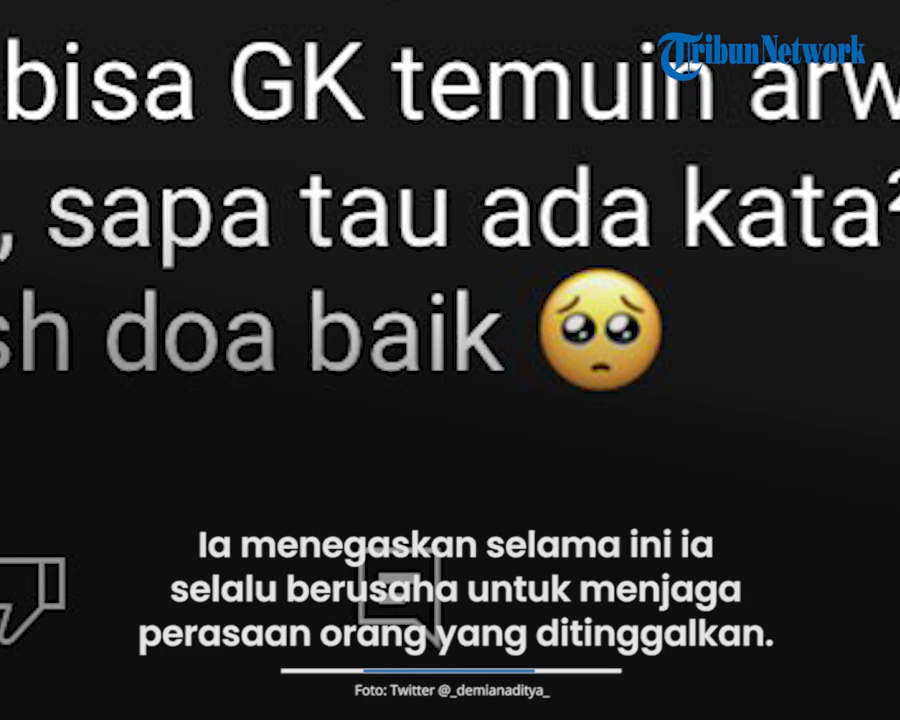 TribunNetwork
bisa GK temuin
, sapa tau ada kata²
doa baik 🥺
Ia menegaskan selama ini ia
selalu berusaha untuk menjaga
perasaan orang yang ditinggalkan.
Foto: Twitter @_demianaditya_